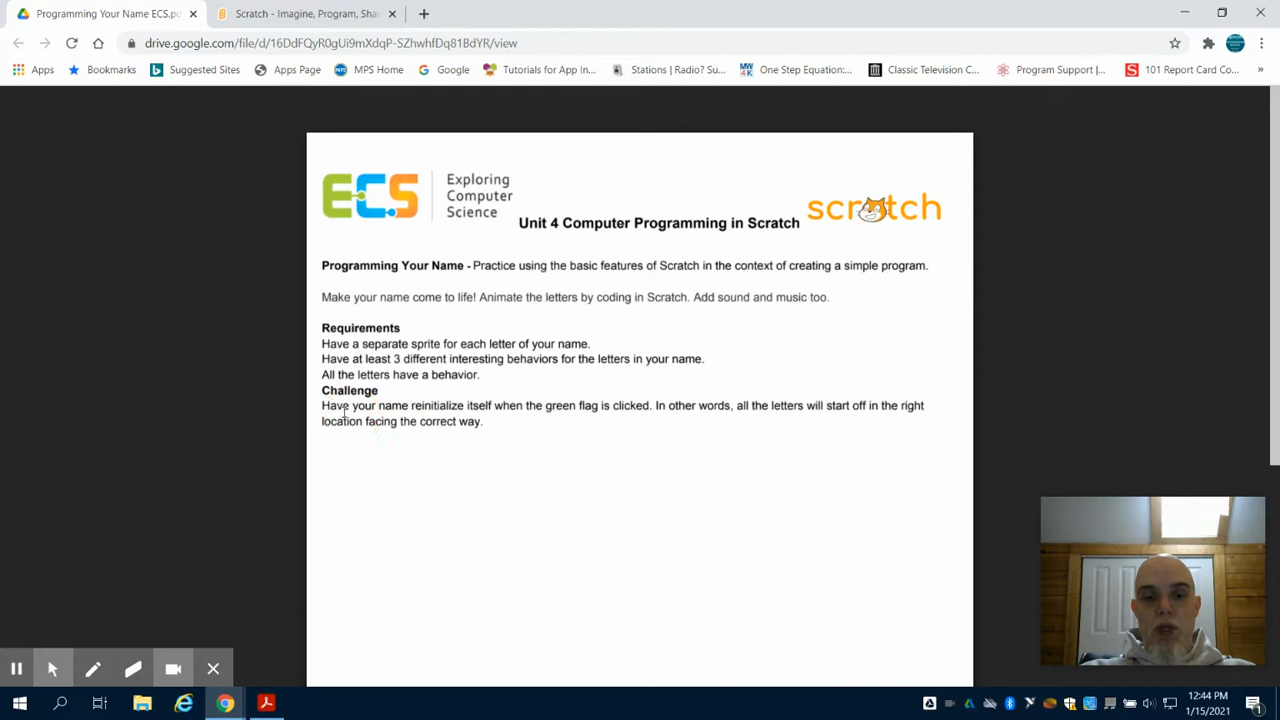 Programming Your Name ECS.pd
Scratch - Imagine, Program, Sha
drive.google.com/file/d/16DdFQyR0gUi9mXdqP-SZhwhfDq81BdYR/view
Apps Bookmarks Suggested Sites Apps Page MPS Home Google Tutorials for App In... Stations | Radio? Su... One Step Equation:... Classic Television C... Program Support |... 101 Report Card Co... »
ECS Exploring Computer Science
scratch
Unit 4 Computer Programming in Scratch
Programming Your Name - Practice using the basic features of Scratch in the context of creating a simple program.
Make your name come to life! Animate the letters by coding in Scratch. Add sound and music too.
Requirements
Have a separate sprite for each letter of your name.
Have at least 3 different interesting behaviors for the letters in your name.
All the letters have a behavior.
Challenge
Have your name reinitialize itself when the green flag is clicked. In other words, all the letters will start off in the right
location facing the correct way.
12:44 PM
1/15/2021